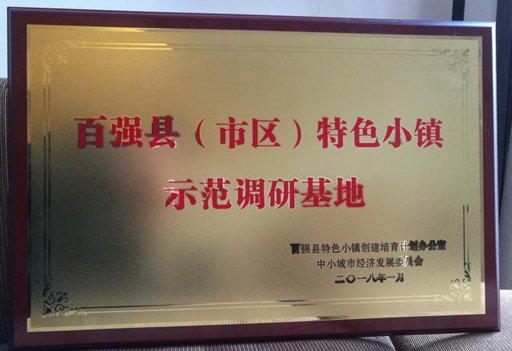 百强县（市区）特色小镇
示范调研基地
百强县特色小镇创建培育计划办公室
中小城市经济发展委员会
二〇一八年一月